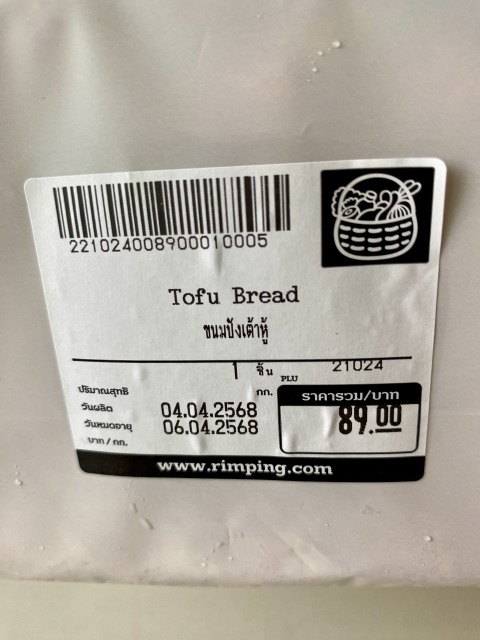 221024008900010005
Tofu Bread
ขนมปังเต้าหู้
1 ชิ้น PLU 21024
ปริมาณสุทธิ กก.
วันผลิต 04.04.2568
วันหมดอายุ 06.04.2568
บาท / กก.
ราคารวม/บาท
89.00
www.rimping.com